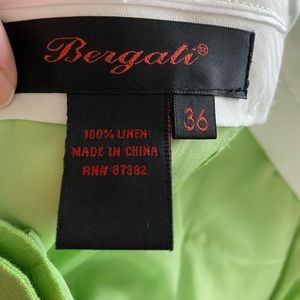 Bergati®
36
100% LINEN
MADE IN CHINA
RN# 87392